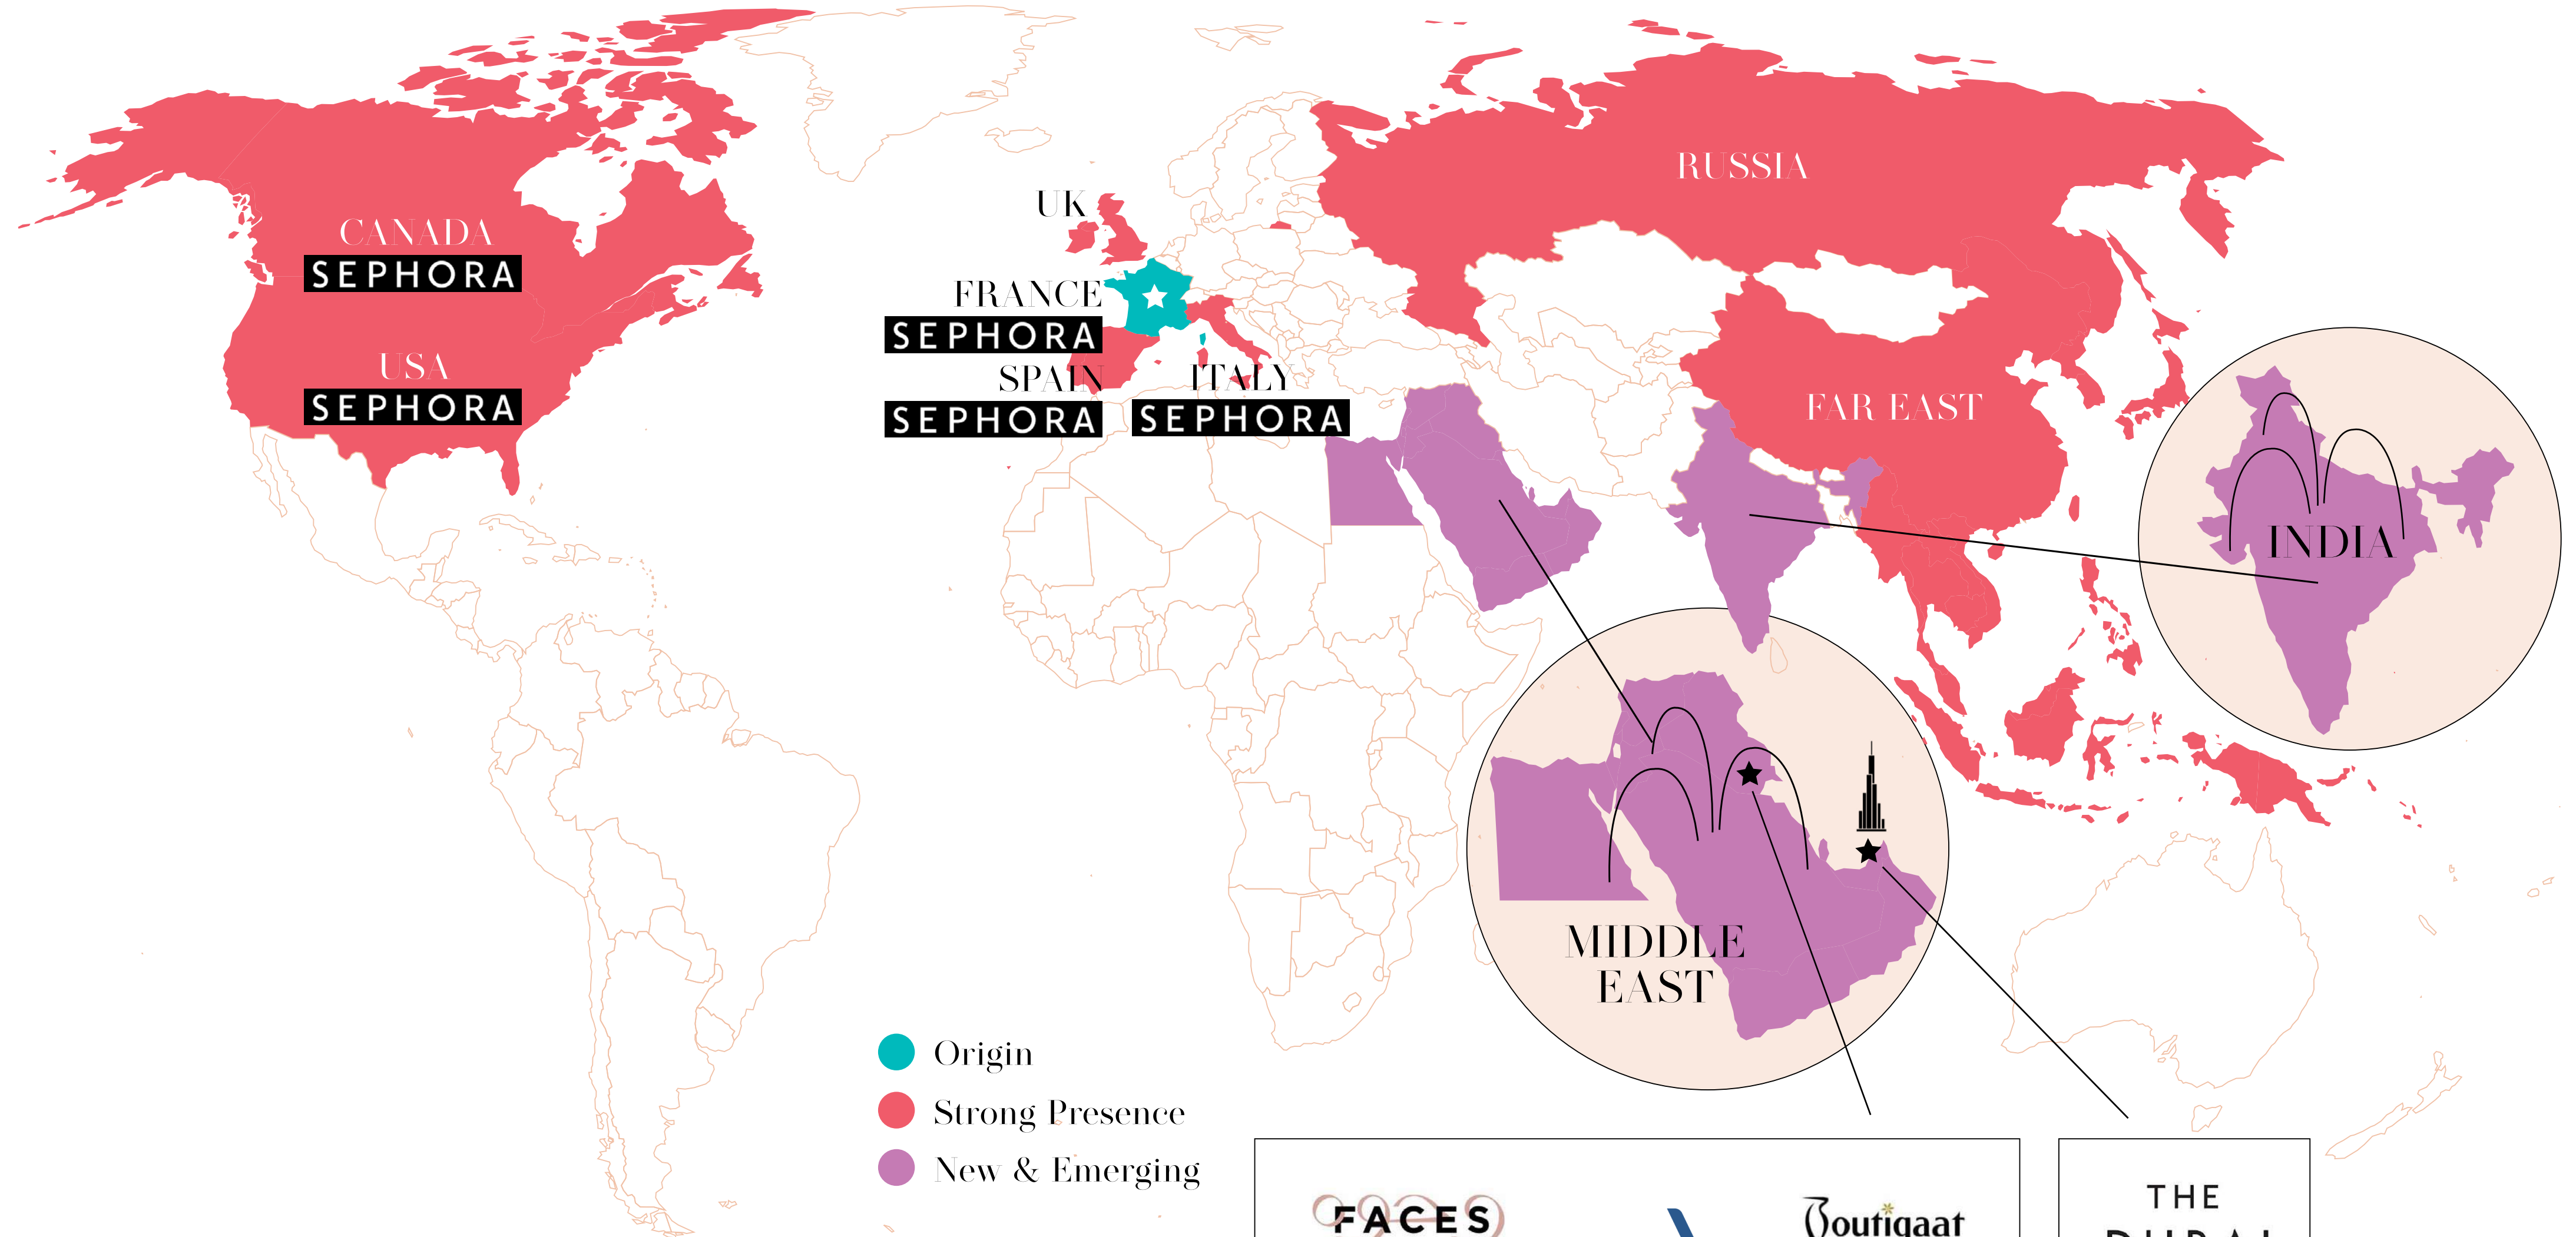 CANADA
SEPHORA
USA
SEPHORA
UK
FRANCE
SEPHORA
SPAIN
SEPHORA
ITALY
SEPHORA
RUSSIA
FAR EAST
INDIA
MIDDLE
EAST
Origin
Strong Presence
New & Emerging
FACES
Boutiqaat
THE
DUBAI